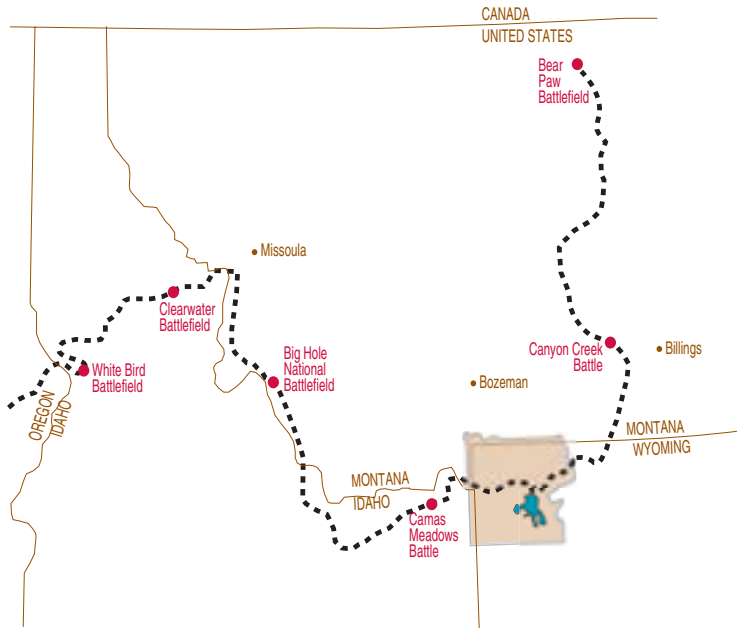 CANADA
UNITED STATES
Bear
Paw
Battlefield
Missoula
Clearwater
Battlefield
White Bird
Battlefield
Big Hole
National
Battlefield
Canyon Creek
Battle
Billings
Bozeman
OREGON
IDAHO
MONTANA
WYOMING
MONTANA
IDAHO
Camas
Meadows
Battle